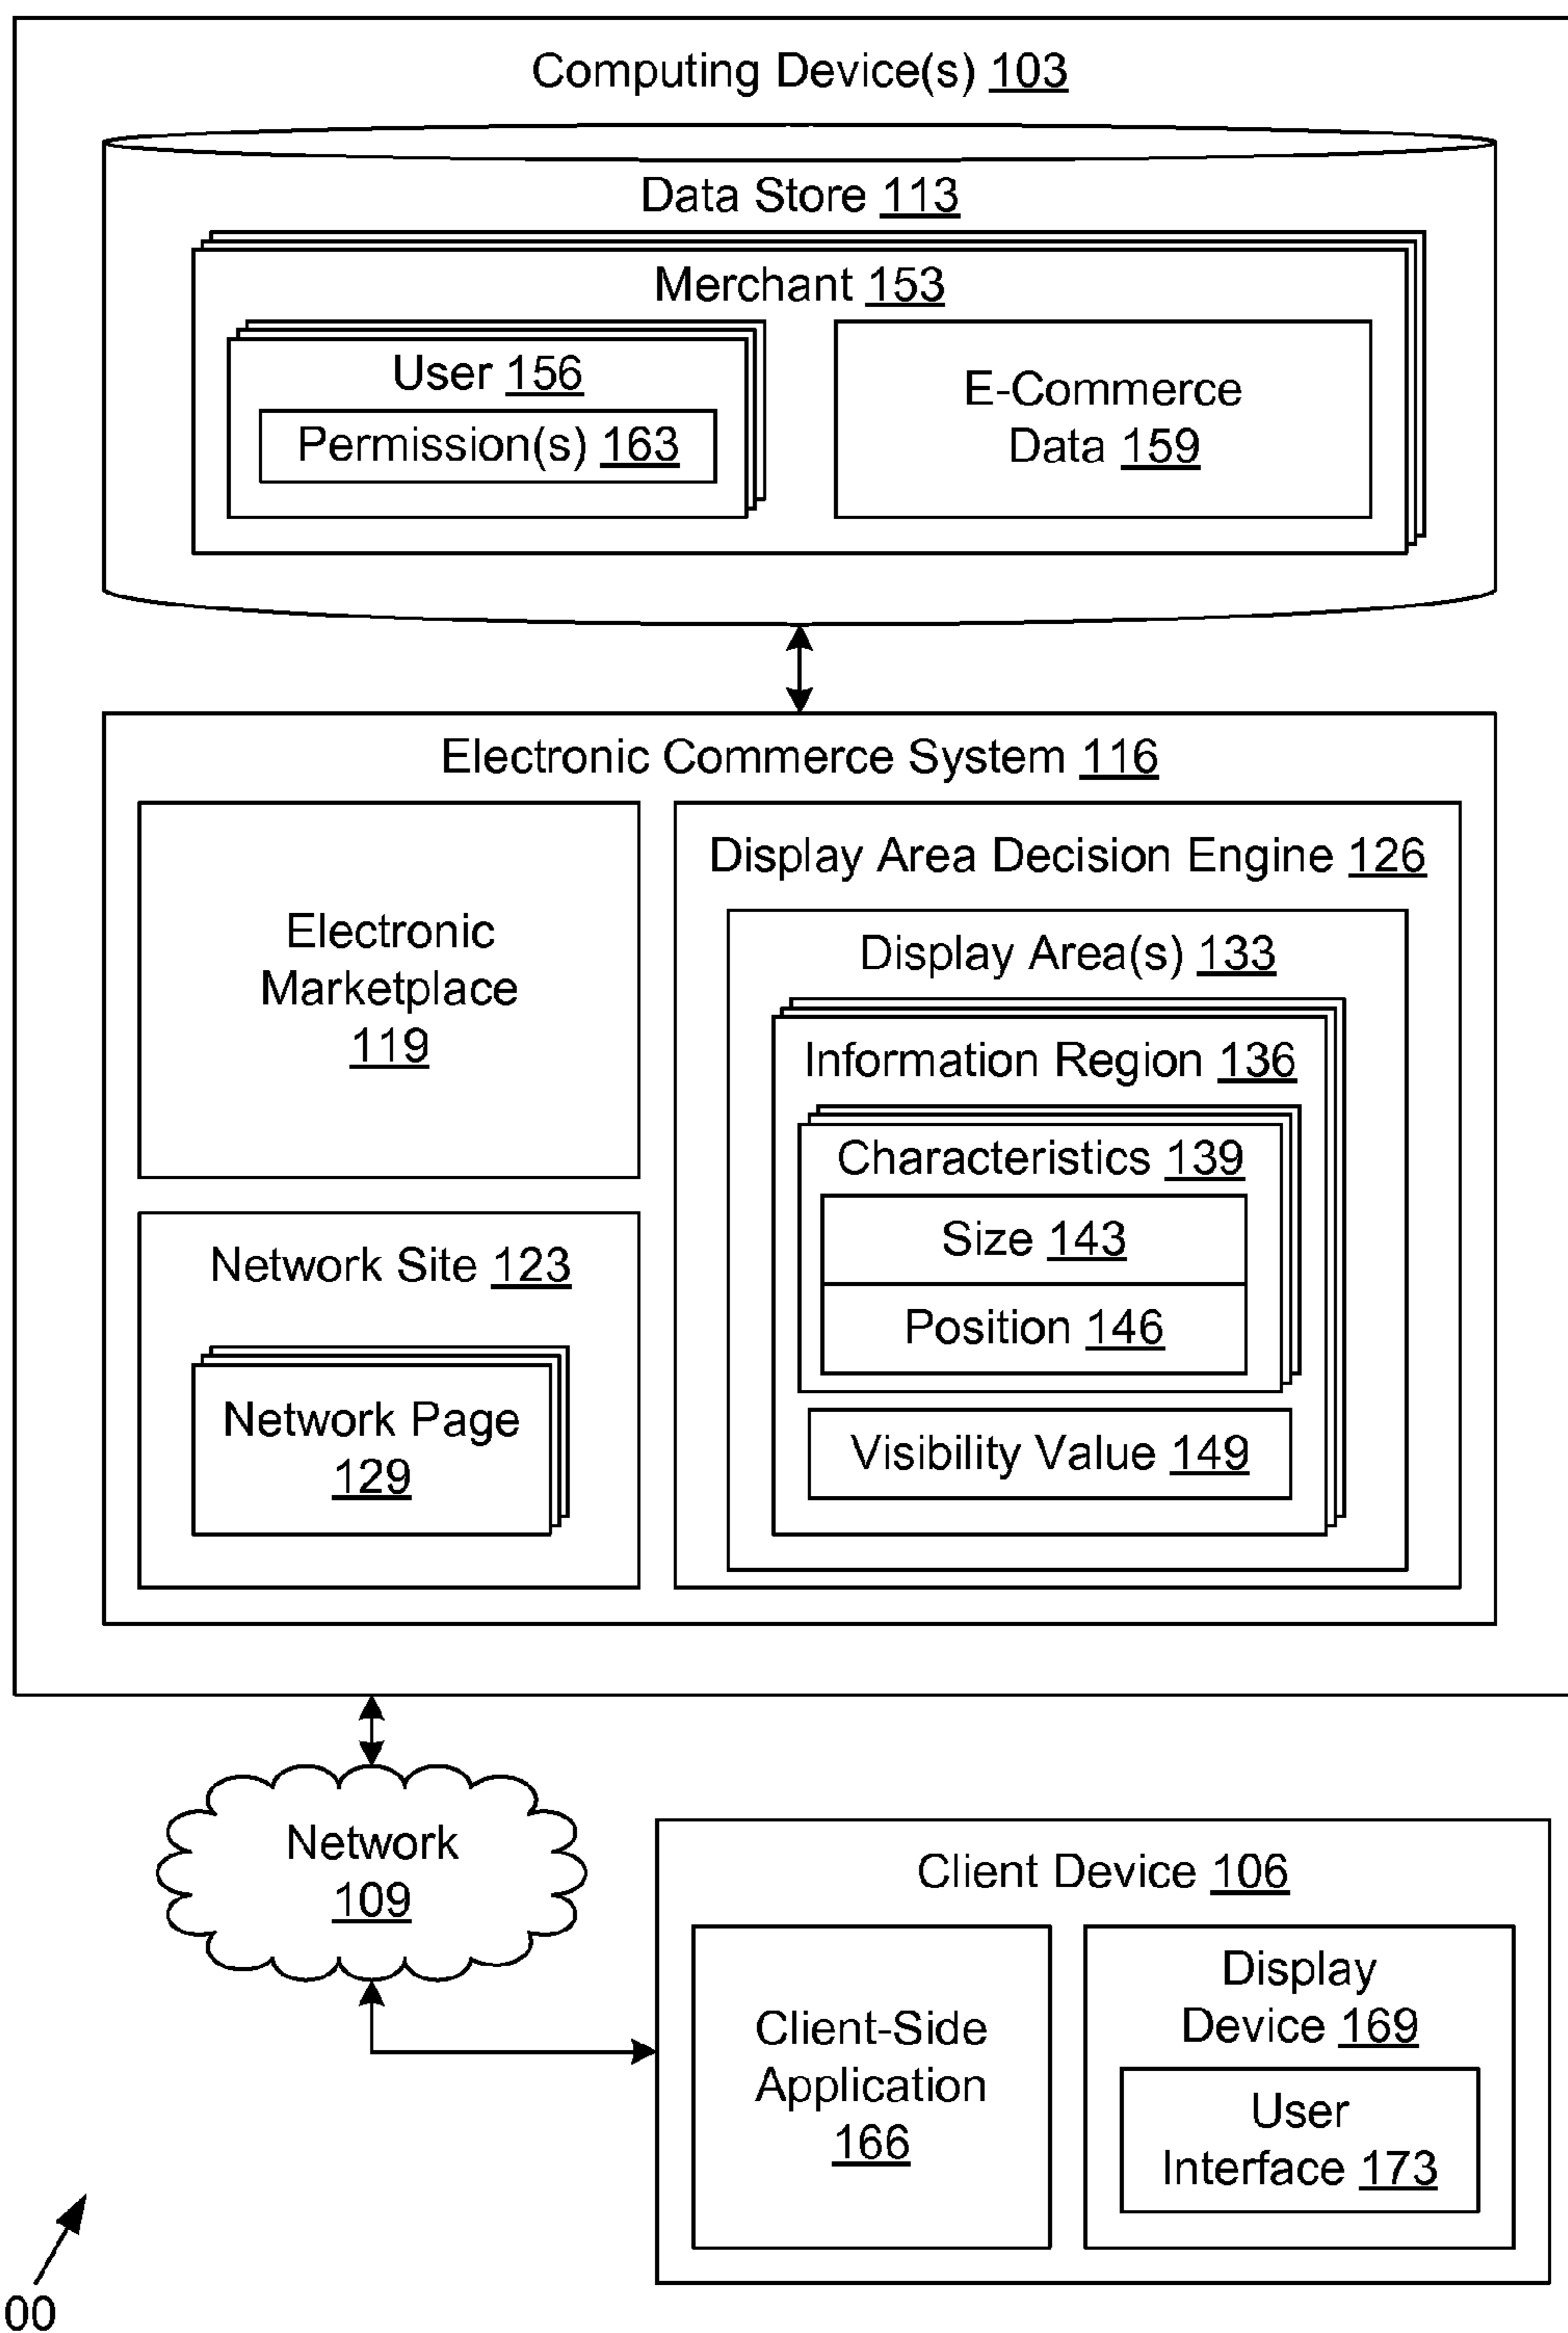 Computing Device(s) 103
Data Store 113
Merchant 153
User 156
Permission(s) 163
E-Commerce
Data 159
Electronic Commerce System 116
Electronic
Marketplace
119
Network Site 123
Network Page
129
Display Area Decision Engine 126
Display Area(s) 133
Information Region 136
Characteristics 139
Size 143
Position 146
Visibility Value 149
Network
109
Client Device 106
Client-Side
Application
166
Display
Device 169
User
Interface 173
00